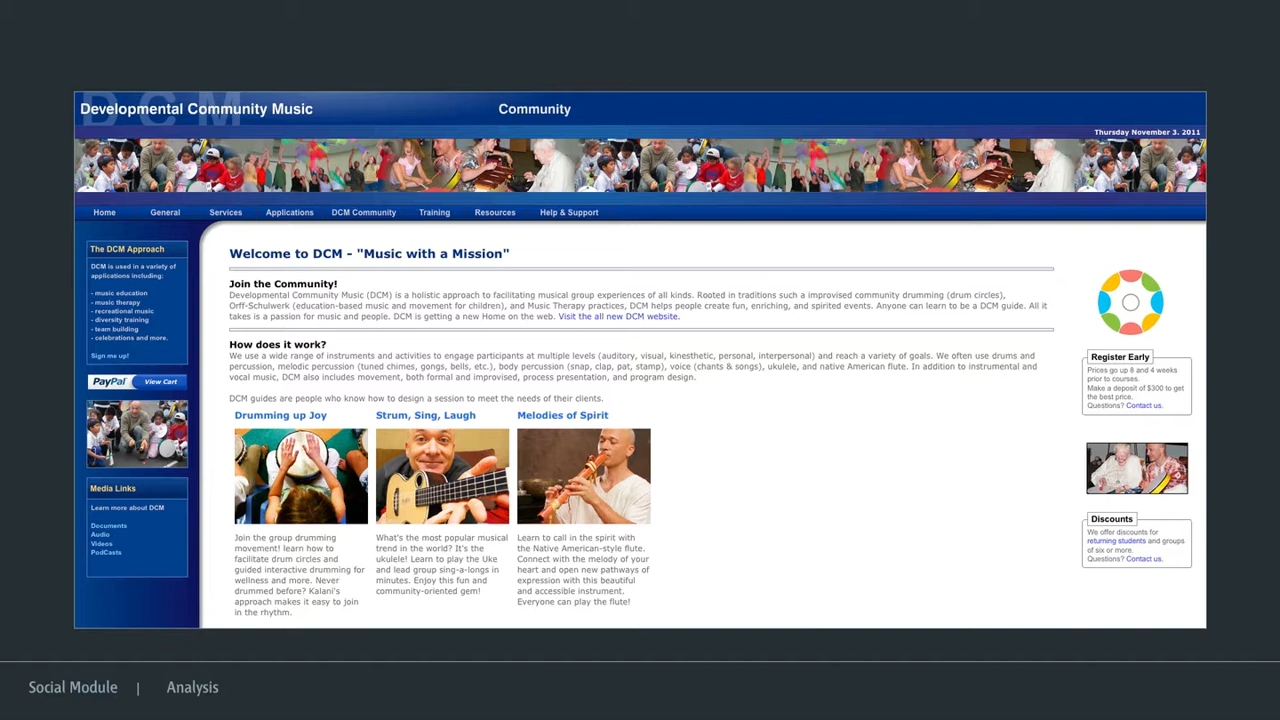 DCM
Developmental Community Music
Community
Thursday November 3. 2011
Home General Services Applications DCM Community Training Resources Help & Support
The DCM Approach
DCM is used in a variety of
applications including:
- music education
- music therapy
- recreational music
- diversity training
- team building
- celebrations and more.
Sign me up!
PayPal View Cart
Media Links
Learn more about DCM
Documents
Audio
Videos
PodCasts
Welcome to DCM - "Music with a Mission"
Join the Community!
Developmental Community Music (DCM) is a holistic approach to facilitating musical group experiences of all kinds. Rooted in traditions such a improvised community drumming (drum circles),
Orff-Schulwerk (education-based music and movement for children), and Music Therapy practices, DCM helps people create fun, enriching, and spirited events. Anyone can learn to be a DCM guide. All it
takes is a passion for music and people. DCM is getting a new Home on the web. Visit the all new DCM website.
How does it work?
We use a wide range of instruments and activities to engage participants at multiple levels (auditory, visual, kinesthetic, personal, interpersonal) and reach a variety of goals. We often use drums and
percussion, melodic percussion (tuned chimes, gongs, bells, etc.), body percussion (snap, clap, pat, stamp), voice (chants & songs), ukulele, and native American flute. In addition to instrumental and
vocal music, DCM also includes movement, both formal and improvised, process presentation, and program design.
DCM guides are people who know how to design a session to meet the needs of their clients.
Drumming up Joy
Join the group drumming
movement! learn how to
facilitate drum circles and
guided interactive drumming for
wellness and more. Never
drummed before? Kalani's
approach makes it easy to join
in the rhythm.
Strum, Sing, Laugh
What's the most popular musical
trend in the world? It's the
ukulele! Learn to play the Uke
and lead group sing-a-longs in
minutes. Enjoy this fun and
community-oriented gem!
Melodies of Spirit
Learn to call in the spirit with
the Native American-style flute.
Connect with the melody of your
heart and open new pathways of
expression with this beautiful
and accessible instrument.
Everyone can play the flute!
Register Early
Prices go up 8 and 4 weeks
prior to courses.
Make a deposit of $300 to get
the best price.
Questions? Contact us.
Discounts
We offer discounts for
returning students and groups
of six or more.
Questions? Contact us.
Social Module | Analysis